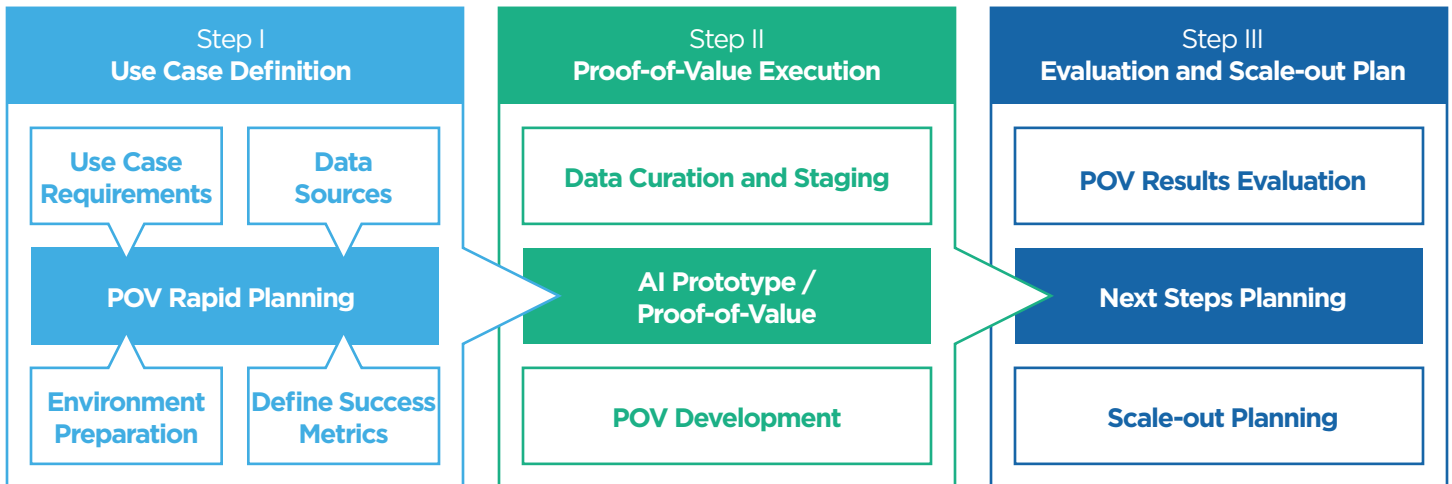 Step I
Use Case Definition
Use Case
Requirements
Data
Sources
POV Rapid Planning
Environment
Preparation
Define Success
Metrics
Step II
Proof-of-Value Execution
Data Curation and Staging
AI Prototype /
Proof-of-Value
POV Development
Step III
Evaluation and Scale-out Plan
POV Results Evaluation
Next Steps Planning
Scale-out Planning